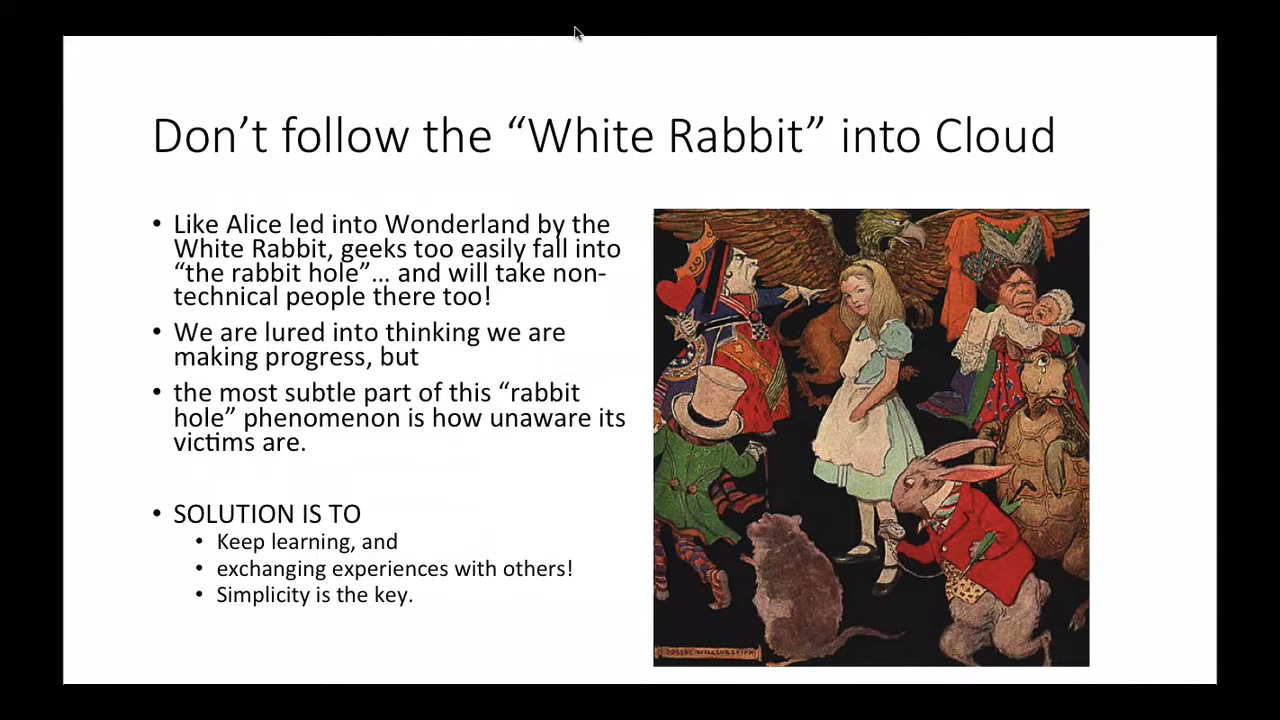 Don’t follow the “White Rabbit” into Cloud
• Like Alice led into Wonderland by the
White Rabbit, geeks too easily fall into
“the rabbit hole”… and will take non-
technical people there too!
• We are lured into thinking we are
making progress, but
• the most subtle part of this “rabbit
hole” phenomenon is how unaware its
victims are.
• SOLUTION IS TO
• Keep learning, and
• exchanging experiences with others!
• Simplicity is the key.